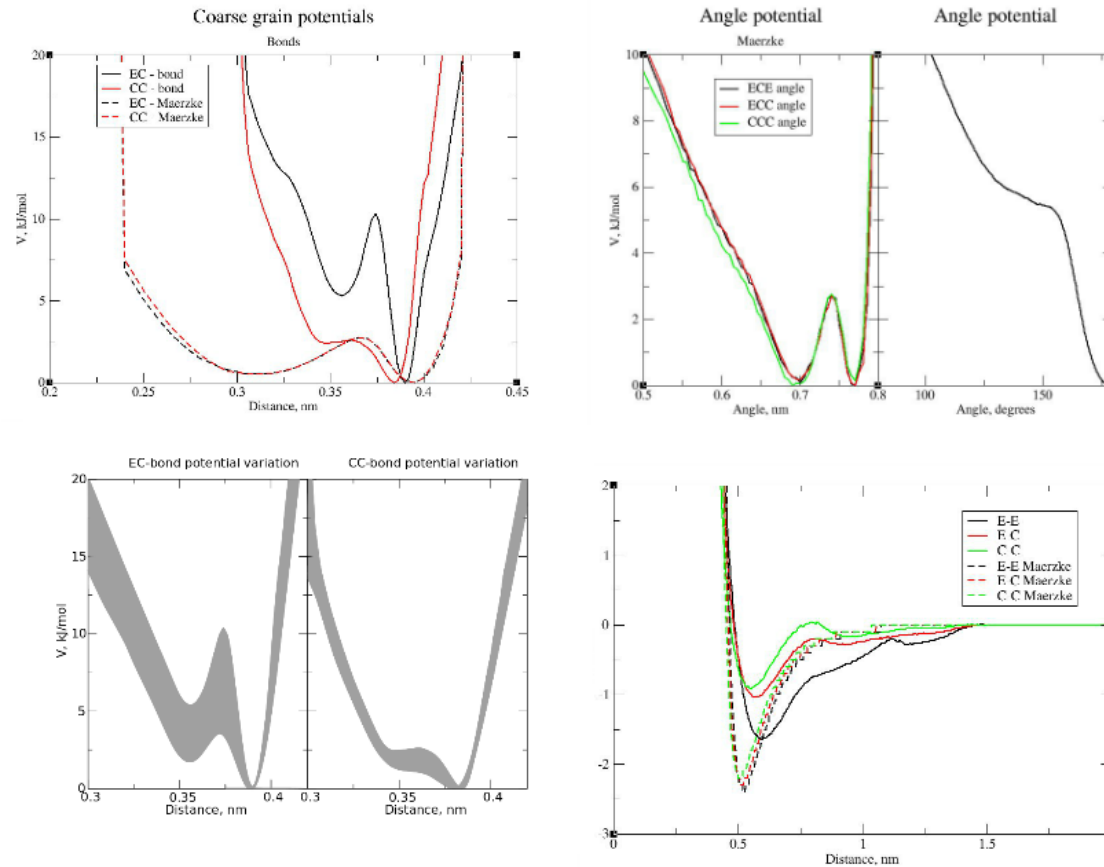 Coarse grain potentials
Bonds
EC - bond
CC - bond
EC - Maerzke
CC - Maerzke
20
15
10
5
0
V, kJ/mol
0.2
0.25
0.3
0.35
0.4
0.45
Distance, nm
Angle potential
Maerzke
ECE angle
ECC angle
CCC angle
10
8
6
4
2
0
V, kJ/mol
0.5
0.6
0.7
0.8
Angle, nm
Angle potential
100
150
Angle, degrees
EC-bond potential variation
20
15
10
5
0
V, kJ/mol
0.3
0.35
0.4
Distance, nm
CC-bond potential variation
0.3
0.35
0.4
Distance, nm
E-E
E C
C C
E-E Maerzke
E C Maerzke
C C Maerzke
2
1
0
-1
-2
-3
0
0.5
1
1.5
Distance, nm